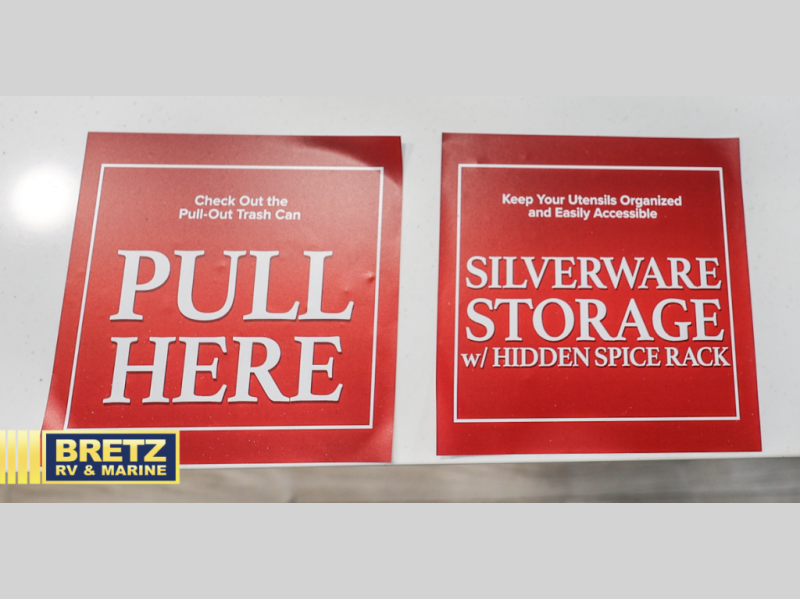 Check Out the
Pull-Out Trash Can
PULL
HERE
Keep Your Utensils Organized
and Easily Accessible
SILVERWARE
STORAGE
w/ HIDDEN SPICE RACK
BRETZ
RV & MARINE